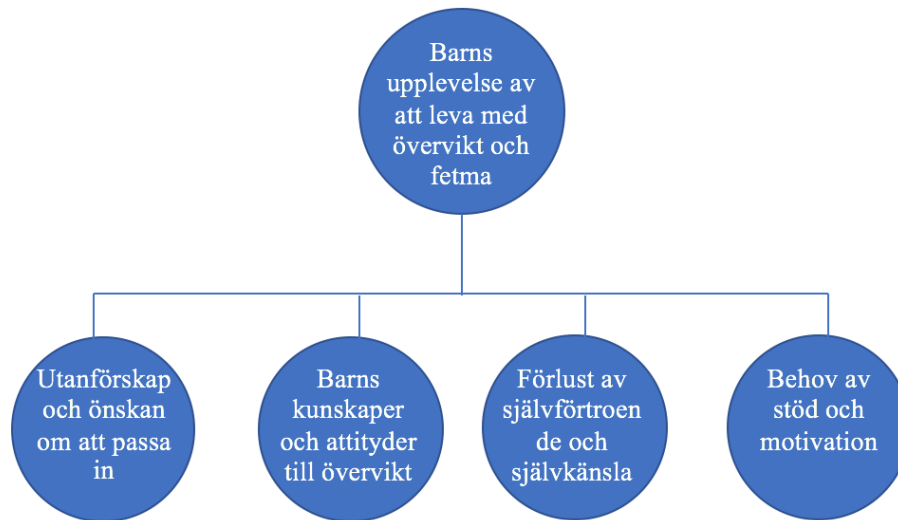 Barns
upplevelse av
att leva med
övervikt och
fetma
Utanförskap
och önskan
om att passa
in
Barns
kunskaper
och attityder
till övervikt
Förlust av
självförtroen
de och
självkänsla
Behov av
stöd och
motivation